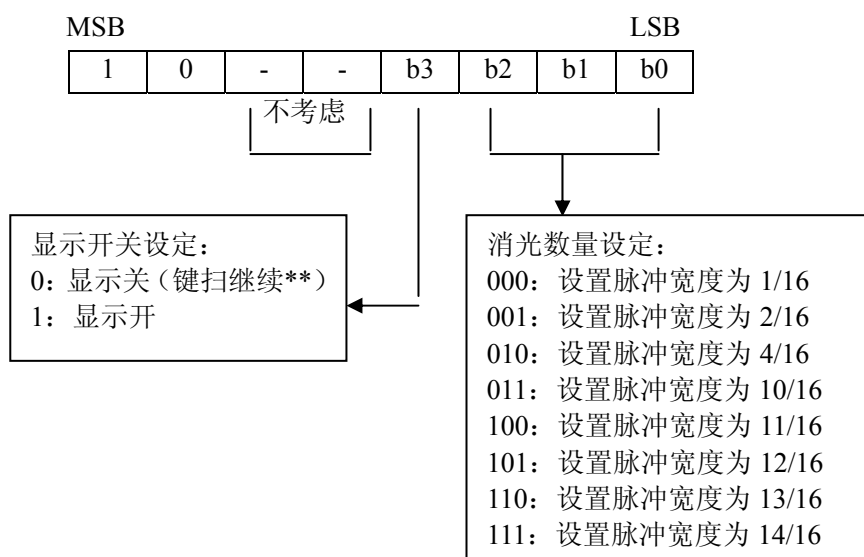 MSB LSB
1 0 - - b3 b2 b1 b0
不考虑
显示开关设定:
0: 显示关（键扫继续**）
1: 显示开
消光数量设定:
000: 设置脉冲宽度为 1/16
001: 设置脉冲宽度为 2/16
010: 设置脉冲宽度为 4/16
011: 设置脉冲宽度为 10/16
100: 设置脉冲宽度为 11/16
101: 设置脉冲宽度为 12/16
110: 设置脉冲宽度为 13/16
111: 设置脉冲宽度为 14/16